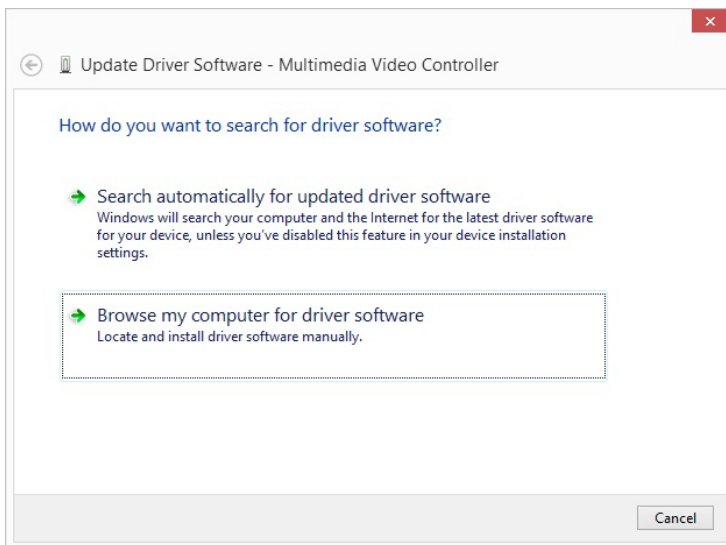 Update Driver Software - Multimedia Video Controller
How do you want to search for driver software?
Search automatically for updated driver software
Windows will search your computer and the Internet for the latest driver software
for your device, unless you've disabled this feature in your device installation
settings.
Browse my computer for driver software
Locate and install driver software manually.
Cancel